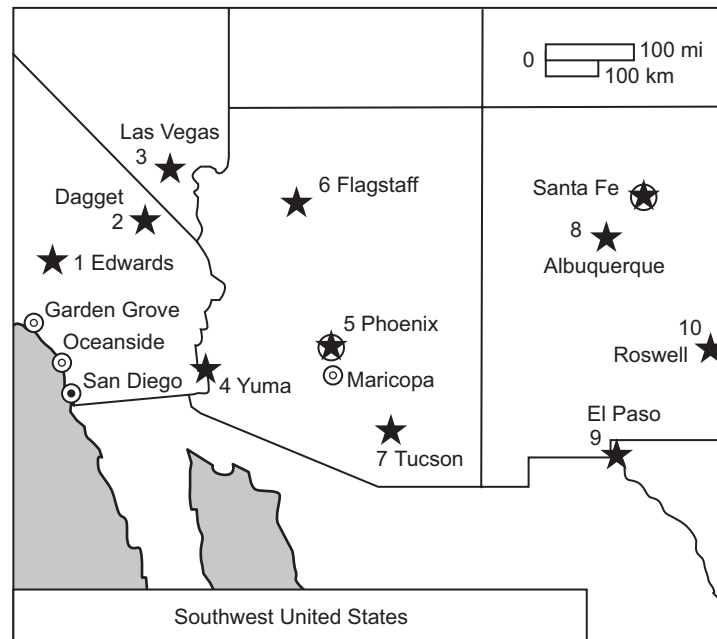 0 100 mi
100 km
Las Vegas
3
6 Flagstaff
Santa Fe
Dagget
2
8
Albuquerque
1 Edwards
Garden Grove
5 Phoenix
10
Oceanside
Roswell
Maricopa
San Diego
4 Yuma
El Paso
9
7 Tucson
Southwest United States